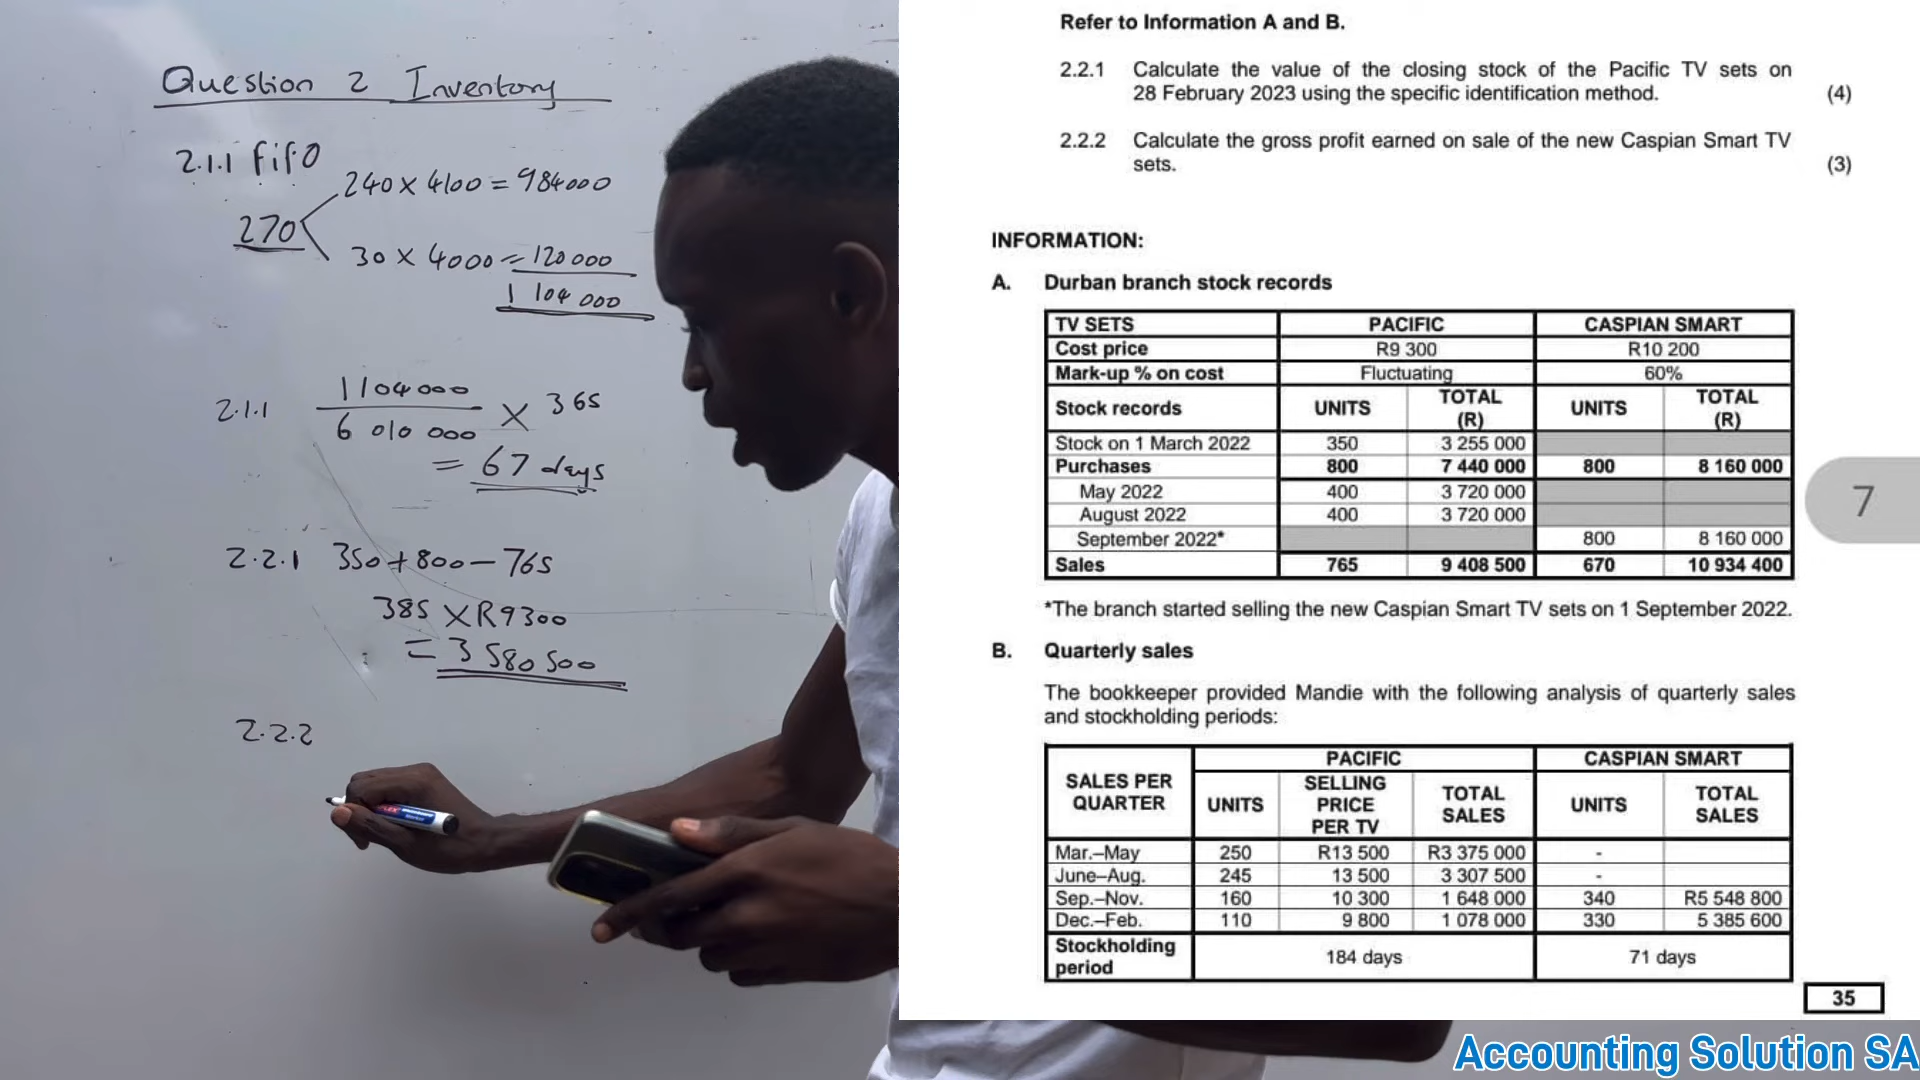 Question 2 Inventory
2.1.1 fifo
240 × 4100 = 984000
270
30 × 4000 = 120000
1 104 000
2.1.1 1104000 × 365
6 010 000
= 67 days
2.2.1 350 + 800 - 765
385 × R9300
= 3 580 500
2.2.2
Refer to Information A and B.
2.2.1 Calculate the value of the closing stock of the Pacific TV sets on
28 February 2023 using the specific identification method. (4)
2.2.2 Calculate the gross profit earned on sale of the new Caspian Smart TV
sets. (3)
INFORMATION:
A. Durban branch stock records
TV SETS PACIFIC CASPIAN SMART
Cost price R9 300 R10 200
Mark-up % on cost Fluctuating 60%
Stock records UNITS TOTAL (R) UNITS TOTAL (R)
Stock on 1 March 2022 350 3 255 000
Purchases 800 7 440 000 800 8 160 000
May 2022 400 3 720 000
August 2022 400 3 720 000
September 2022* 800 8 160 000
Sales 765 9 408 500 670 10 934 400
*The branch started selling the new Caspian Smart TV sets on 1 September 2022.
B. Quarterly sales
The bookkeeper provided Mandie with the following analysis of quarterly sales
and stockholding periods:
SALES PER QUARTER PACIFIC CASPIAN SMART
UNITS SELLING PRICE PER TV TOTAL SALES UNITS TOTAL SALES
Mar.–May 250 R13 500 R3 375 000 -
June–Aug. 245 13 500 3 307 500 -
Sep.–Nov. 160 10 300 1 648 000 340 R5 548 800
Dec.–Feb. 110 9 800 1 078 000 330 5 385 600
Stockholding period 184 days 71 days
35
7
Accounting Solution SA